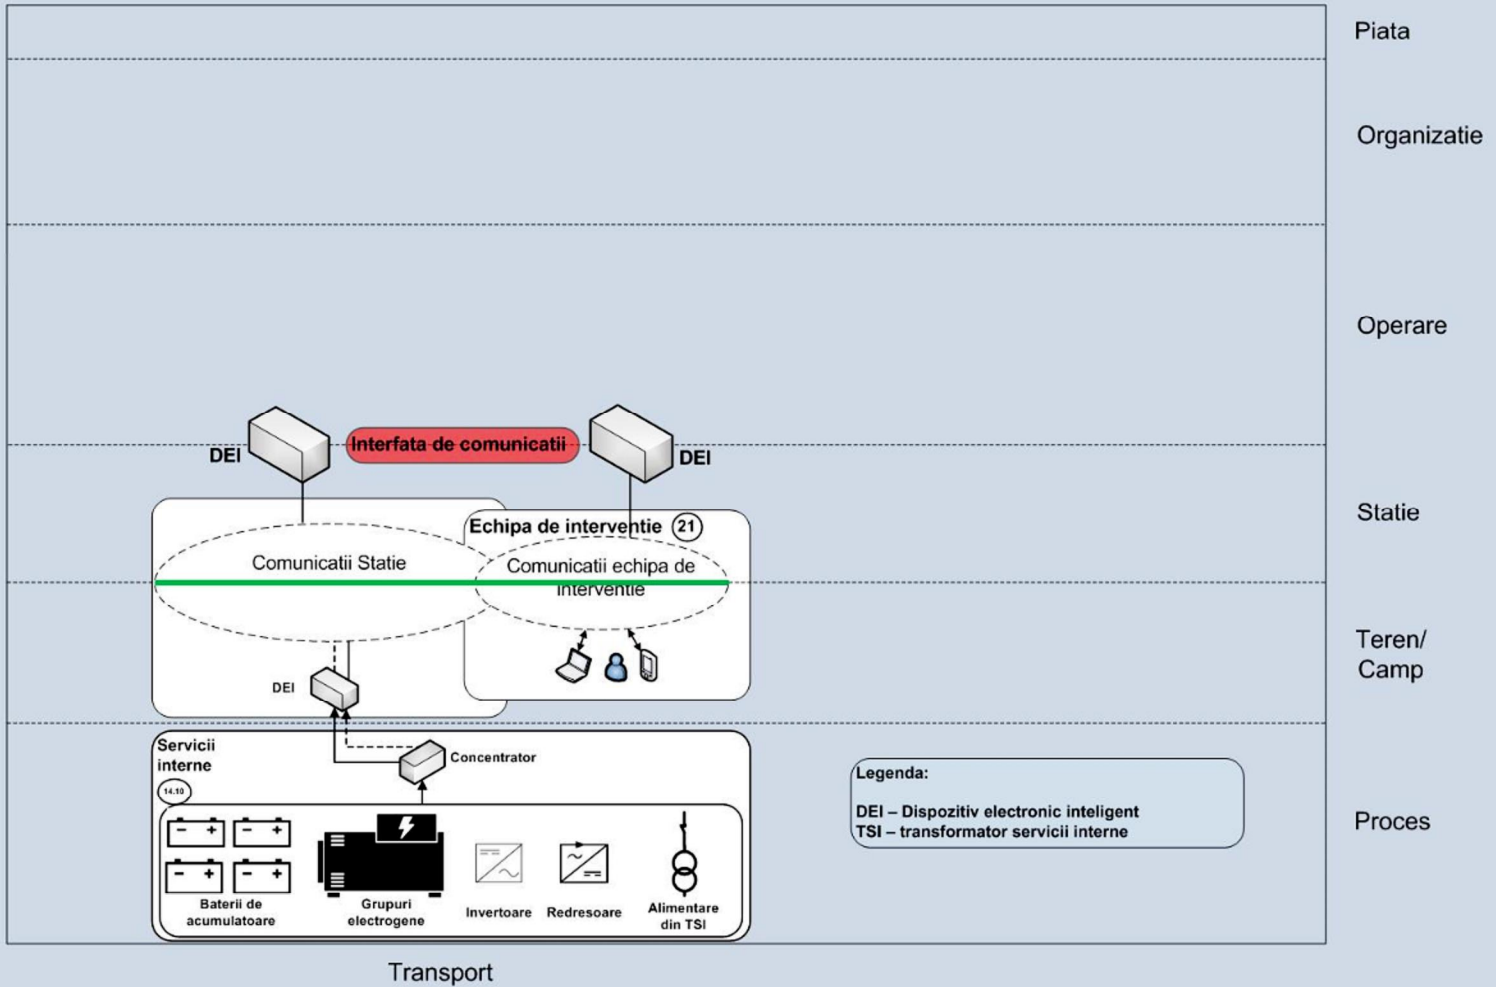 Piata
Organizatie
Operare
DEI
Interfata de comunicatii
DEI
Statie
Echipa de interventie 21
Comunicatii Statie
Comunicatii echipa de
interventie
Teren/
Camp
DEI
Servicii
interne
14.10
Concentrator
Legenda:
DEI – Dispozitiv electronic inteligent
TSI – transformator servicii interne
Proces
Baterii de
acumulatoare
Grupuri
electrogene
Invertoare
Redresoare
Alimentare
din TSI
Transport